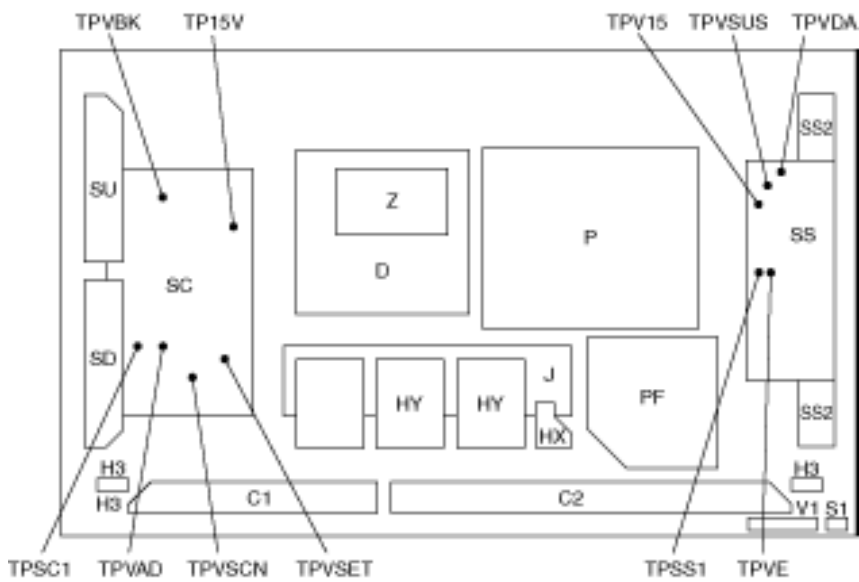 TPVBK TP15V TPV15 TPVSUS TPVDA
SS2
SU
Z
SC
D
P
SS
SD
J
HY HY
HX
PF
SS2
H3
H3
C1
C2
H3
V1 S1
TPSC1 TPVAD TPVSCN TPVSET TPSS1 TPVE